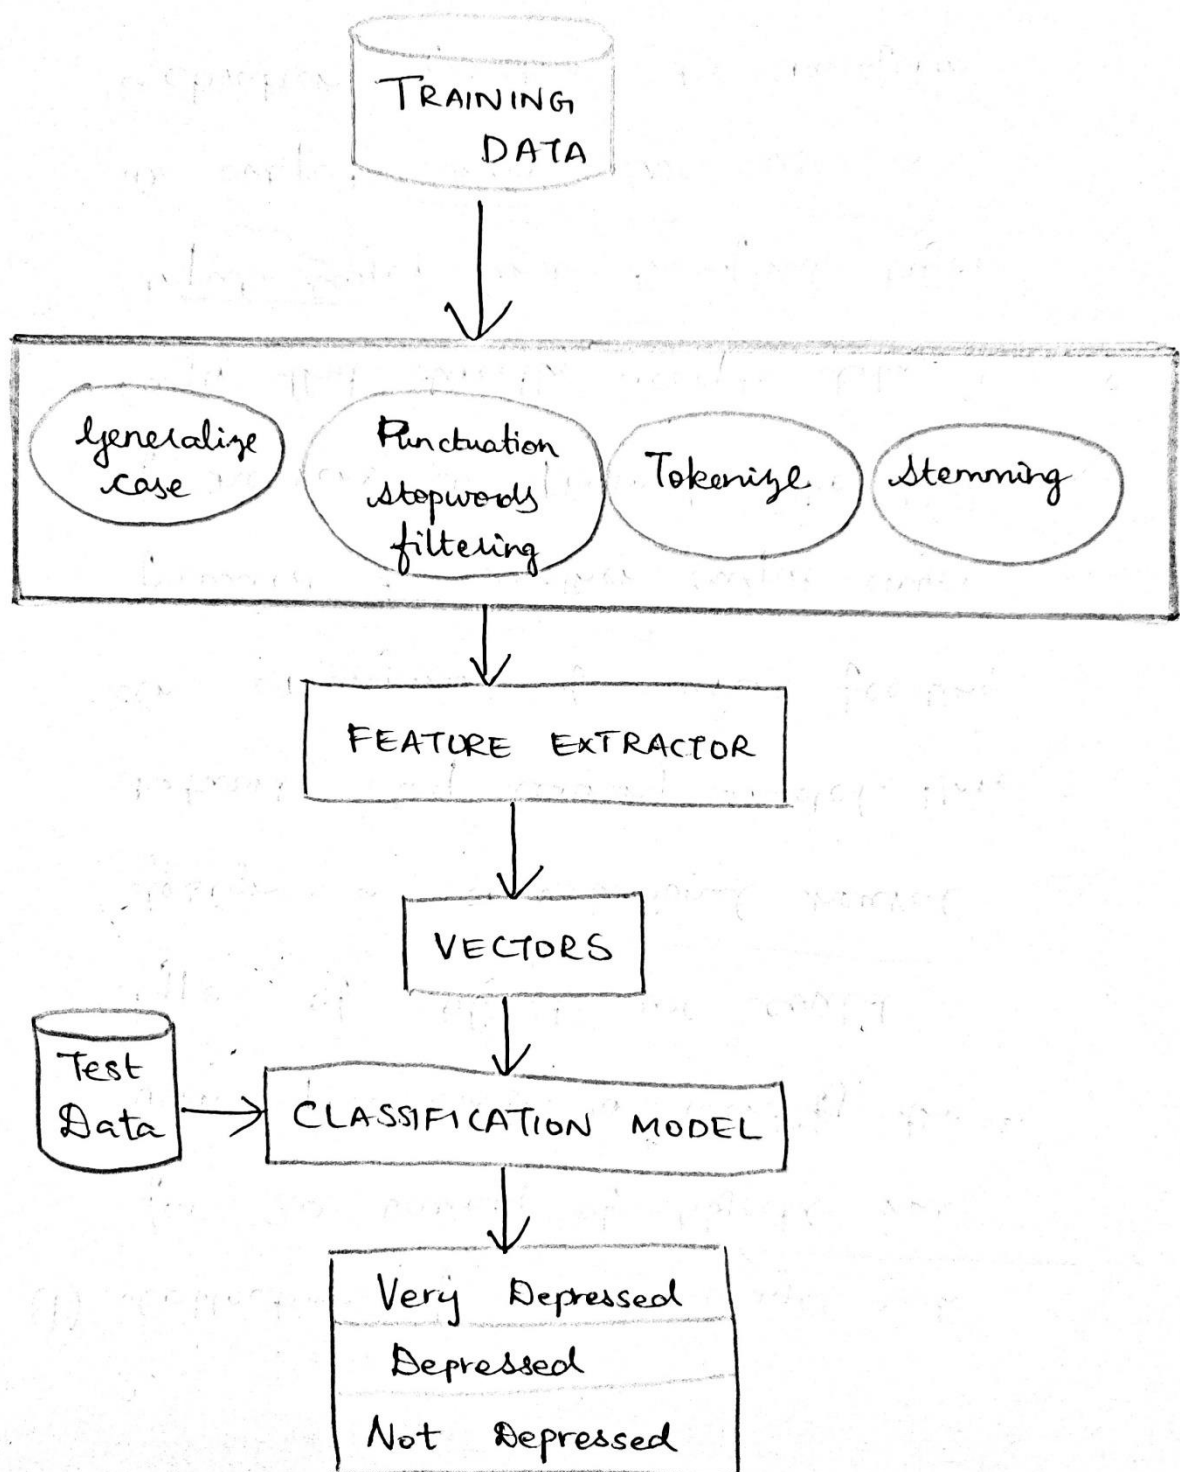 TRAINING
DATA
Generalize
case
Punctuation
stopwords
filtering
Tokenize
Stemming
FEATURE EXTRACTOR
VECTORS
Test
Data
CLASSIFICATION MODEL
Very Depressed
Depressed
Not Depressed